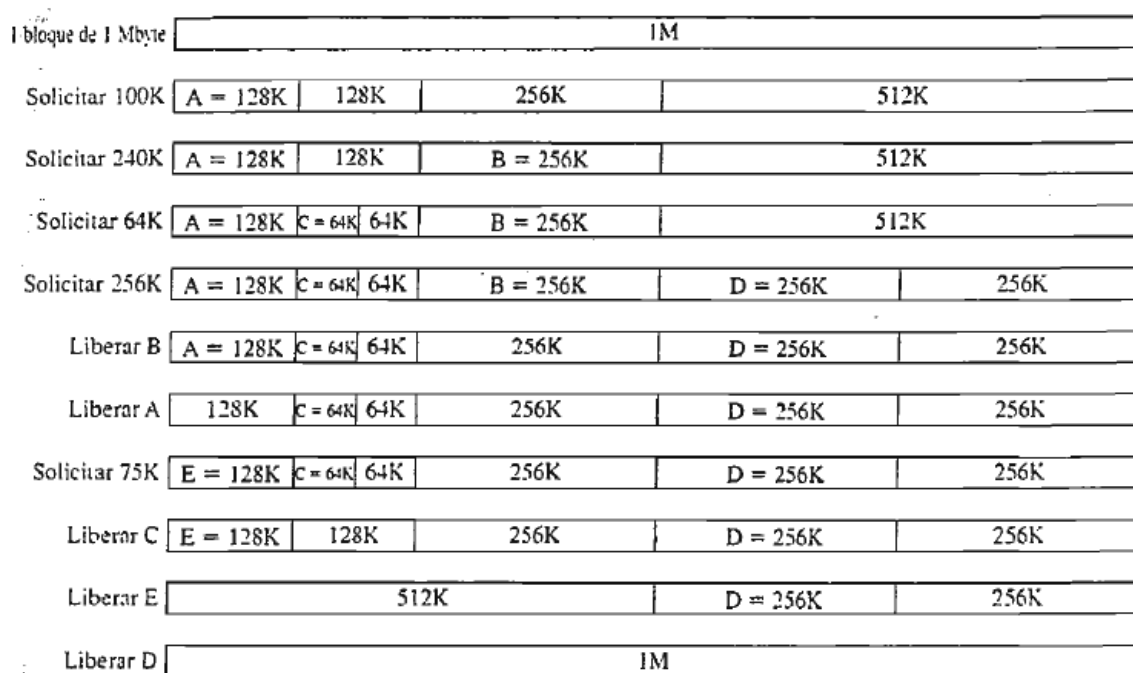 1 bloque de 1 Mbyte 1M
Solicitar 100K A = 128K 128K 256K 512K
Solicitar 240K A = 128K 128K B = 256K 512K
Solicitar 64K A = 128K C = 64K 64K B = 256K 512K
Solicitar 256K A = 128K C = 64K 64K B = 256K D = 256K 256K
Liberar B A = 128K C = 64K 64K 256K D = 256K 256K
Liberar A 128K C = 64K 64K 256K D = 256K 256K
Solicitar 75K E = 128K C = 64K 64K 256K D = 256K 256K
Liberar C E = 128K 128K 256K D = 256K 256K
Liberar E 512K D = 256K 256K
Liberar D 1M